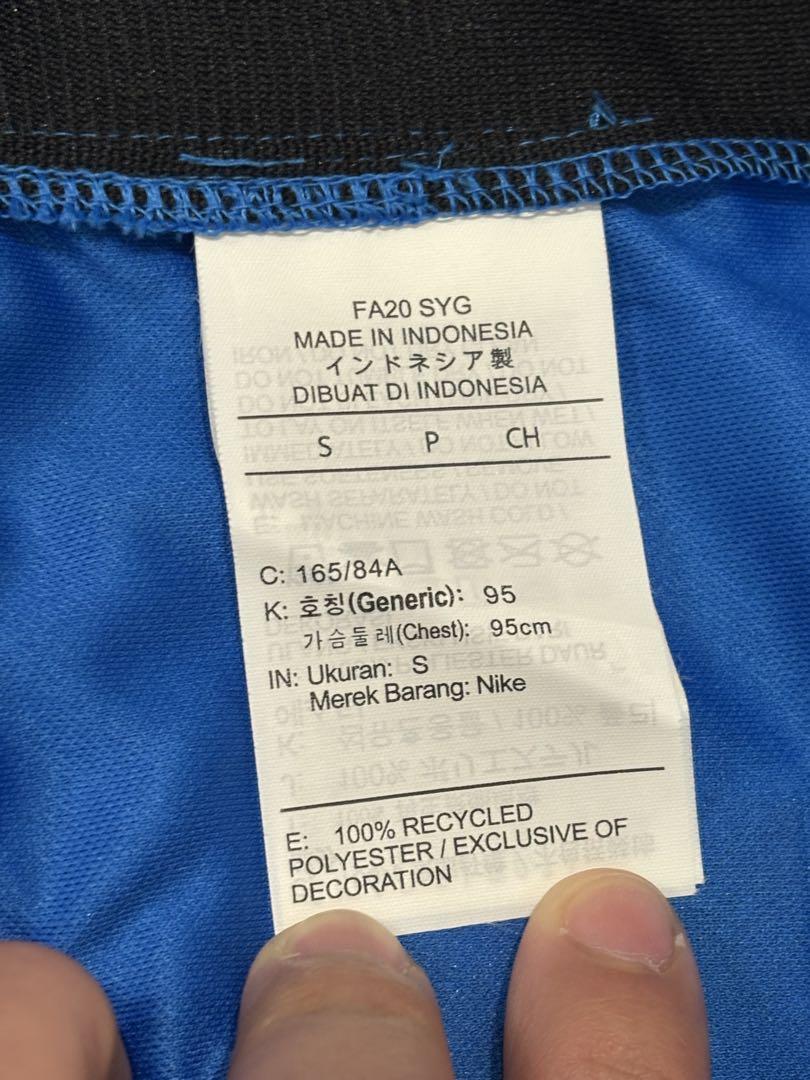 FA20 SYG
MADE IN INDONESIA
インドネシア製
DIBUAT DI INDONESIA
S P CH
C: 165/84A
K: 호칭(Generic): 95
가슴둘레(Chest): 95cm
IN: Ukuran: S
Merek Barang: Nike
E: 100% RECYCLED
POLYESTER / EXCLUSIVE OF
DECORATION